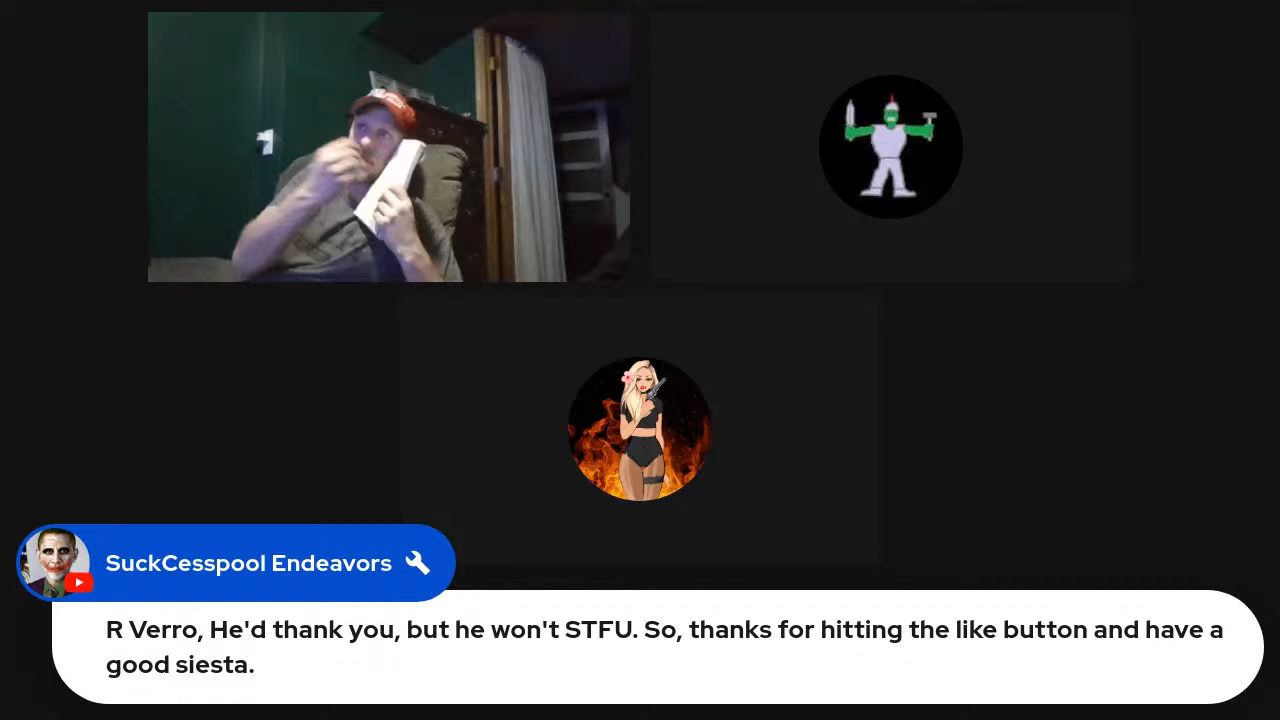 SuckCesspool Endeavors
R Verro, He'd thank you, but he won't STFU. So, thanks for hitting the like button and have a
good siesta.